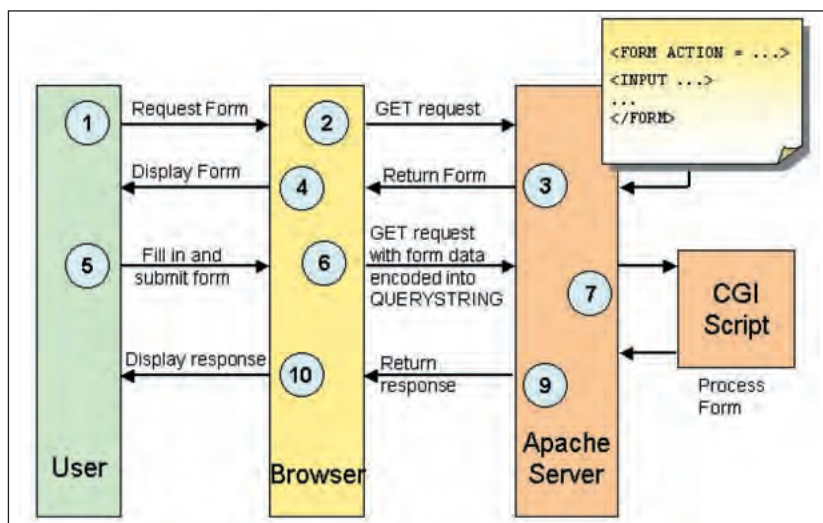 <FORM ACTION = ...>
<INPUT ...>
...
</FORM>
1
Request Form
2
GET request
Display Form
4
Return Form
3
5
Fill in and
submit form
6
GET request
with form data
encoded into
QUERYSTRING
7
CGI
Script
Display response
10
Return
response
9
Process
Form
User
Browser
Apache
Server